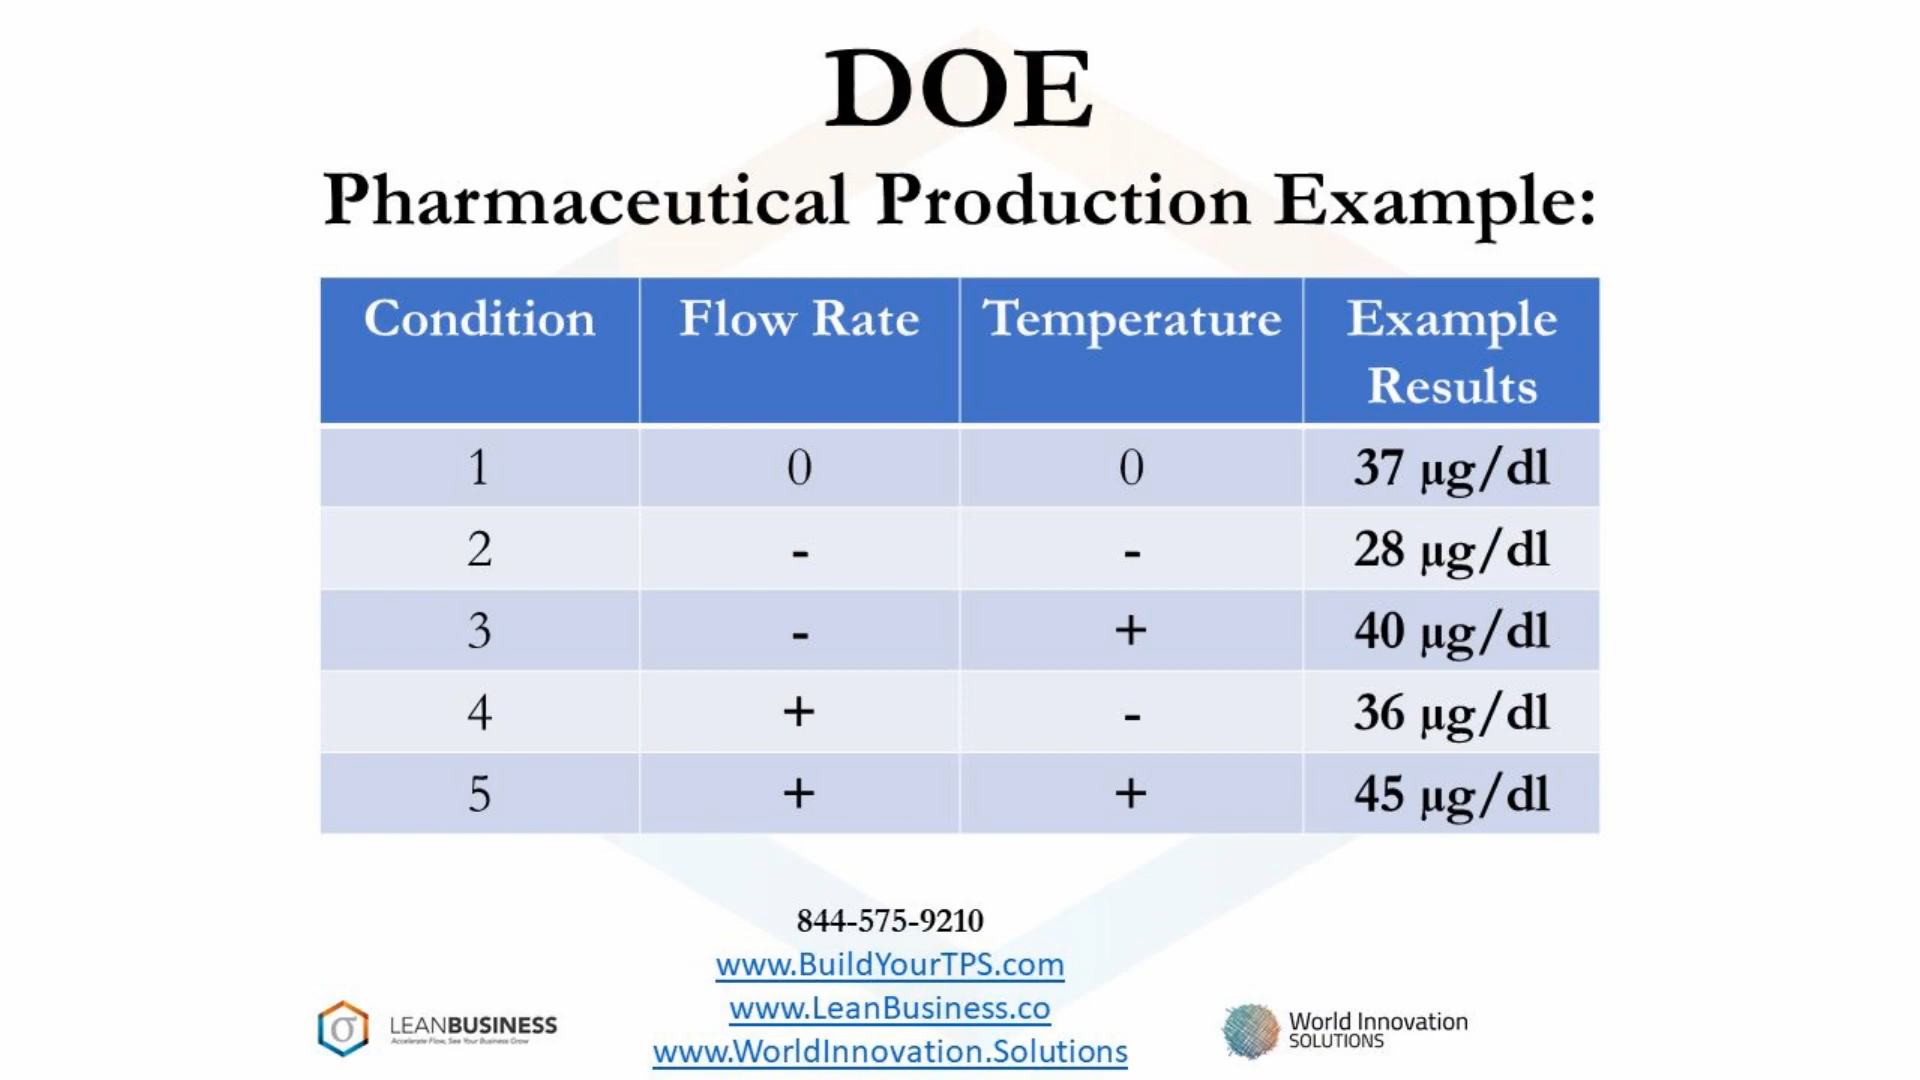 DOE
Pharmaceutical Production Example:
Condition Flow Rate Temperature Example Results
1 0 0 37 µg/dl
2 - - 28 µg/dl
3 - + 40 µg/dl
4 + - 36 µg/dl
5 + + 45 µg/dl
844-575-9210
www.BuildYourTPS.com
www.LeanBusiness.co
www.WorldInnovation.Solutions
σ LEANBUSINESS
Accelerate Flow, See Your Business Grow
World Innovation
SOLUTIONS